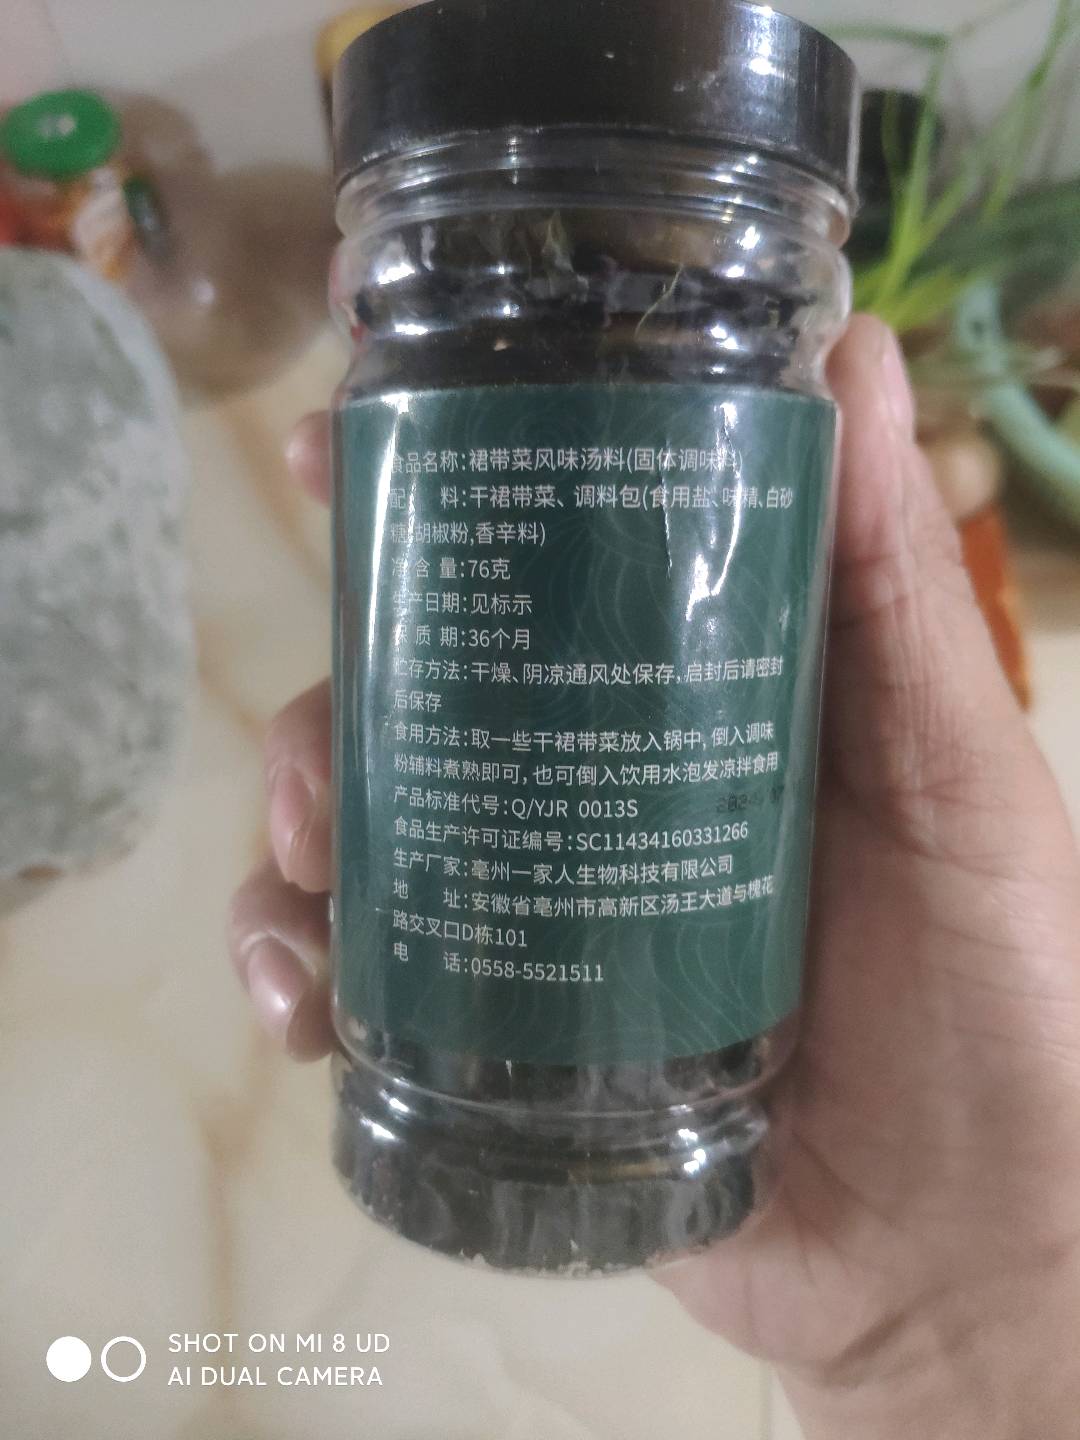 食品名称:裙带菜风味汤料(固体调味料)
配 料:干裙带菜、调料包(食用盐、味精、白砂
糖,胡椒粉,香辛料)
净 含 量:76克
生产日期:见标示
保 质 期:36个月
贮存方法:干燥、阴凉通风处保存,启封后请密封
后保存
食用方法:取一些干裙带菜放入锅中,倒入调味
粉辅料煮熟即可,也可倒入饮用水泡发凉拌食用
产品标准代号:Q/YJR 0013S
食品生产许可证编号:SC11434160331266
生产厂家:亳州一家人生物科技有限公司
地 址:安徽省亳州市高新区汤王大道与槐花
路交叉口D栋101
电 话:0558-5521511
SHOT ON MI 8 UD
AI DUAL CAMERA